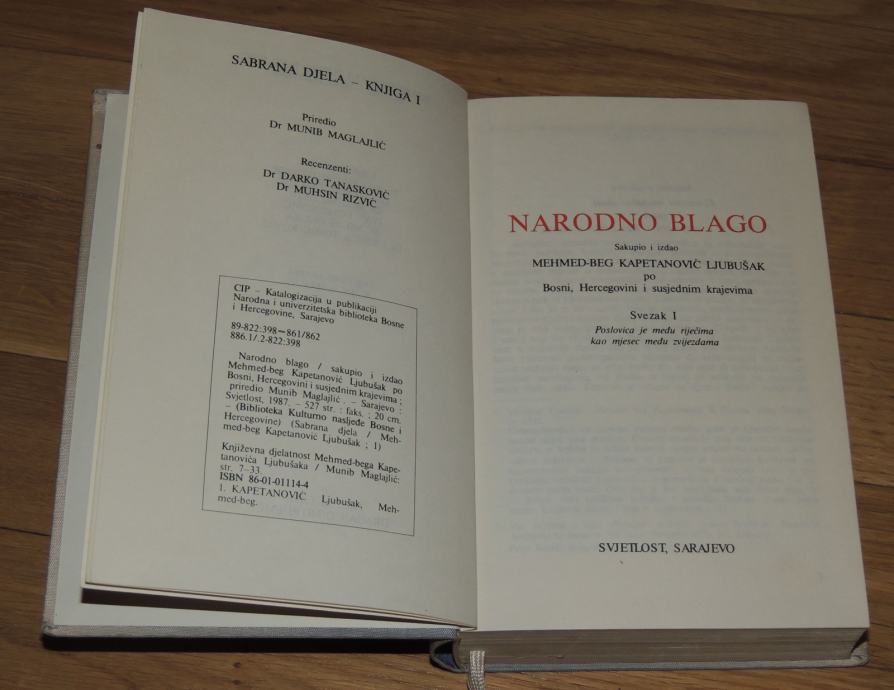 SABRANA DJELA – KNJIGA I
Priredio
Dr MUNIB MAGLAJLIĆ
Recenzenti:
Dr DARKO TANASKOVIĆ
Dr MUHSIN RIZVIĆ
CIP – Katalogizacija u publikaciji
Narodna i univerzitetska biblioteka Bosne
i Hercegovine, Sarajevo
89-822:398=861/862
886.1/.2-822:398
Narodno blago / sakupio i izdao
Mehmed-beg Kapetanović Ljubušak po
Bosni, Hercegovini i susjednim krajevima ;
priredio Munib Maglajlić . – Sarajevo :
Svjetlost, 1987. – 527 str. : faks. ; 20 cm.
– (Biblioteka Kulturno nasljeđe Bosne i
Hercegovine) (Sabrana djela / Meh-
med-beg Kapetanović Ljubušak ; 1)
Književna djelatnost Mehmed-bega Kape-
tanovića Ljubušaka / Munib Maglajlić:
str. 7–33.
ISBN 86-01-01114-4
1. KAPETANOVIĆ Ljubušak, Meh-
med-beg.
NARODNO BLAGO
Sakupio i izdao
MEHMED-BEG KAPETANOVIĆ LJUBUŠAK
po
Bosni, Hercegovini i susjednim krajevima
Svezak I
Poslovica je među riječima
kao mjesec među zvijezdama
SVJETLOST, SARAJEVO